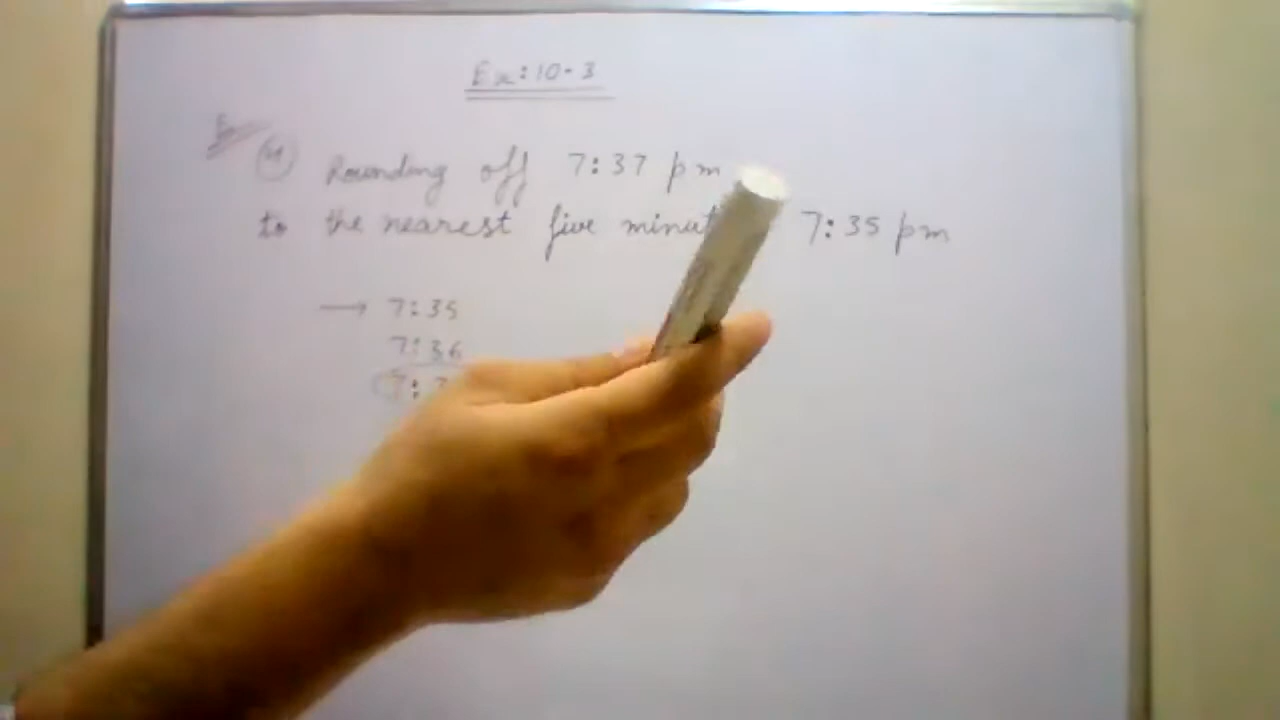 Ex:10.3
Rounding off 7:37 pm
to the nearest five 7:35 pm
→ 7:35
7:36